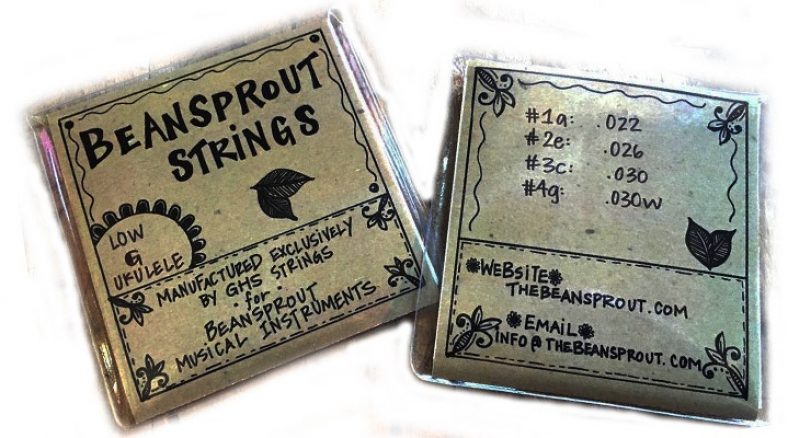 BEANSPROUT
STRINGS
LOW
G
UKULELE
MANUFACTURED EXCLUSIVELY
BY GHS STRINGS
• for •
BEANSPROUT
MUSICAL INSTRUMENTS
#1a: .022
#2e: .026
#3c: .030
#4g: .030W
WEBSITE
THEBEANSPROUT.COM
EMAIL
INFO@THEBEANSPROUT.COM